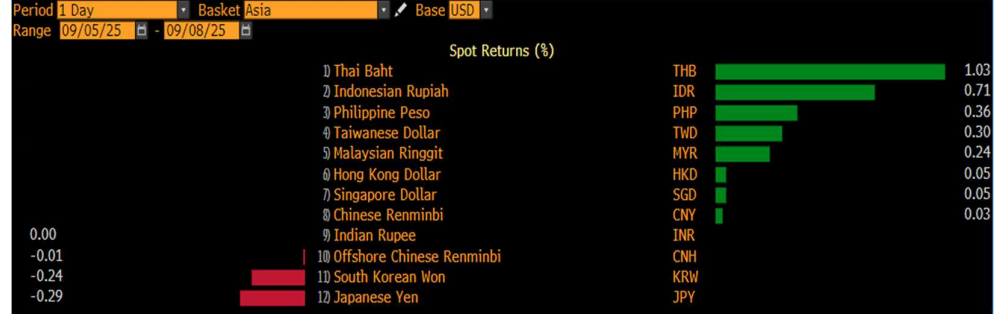 Period 1 Day Basket Asia Base USD
Range 09/05/25 - 09/08/25
Spot Returns (%)
1) Thai Baht THB 1.03
2) Indonesian Rupiah IDR 0.71
3) Philippine Peso PHP 0.36
4) Taiwanese Dollar TWD 0.30
5) Malaysian Ringgit MYR 0.24
6) Hong Kong Dollar HKD 0.05
7) Singapore Dollar SGD 0.05
8) Chinese Renminbi CNY 0.03
0.00 9) Indian Rupee INR
-0.01 10) Offshore Chinese Renminbi CNH
-0.24 11) South Korean Won KRW
-0.29 12) Japanese Yen JPY